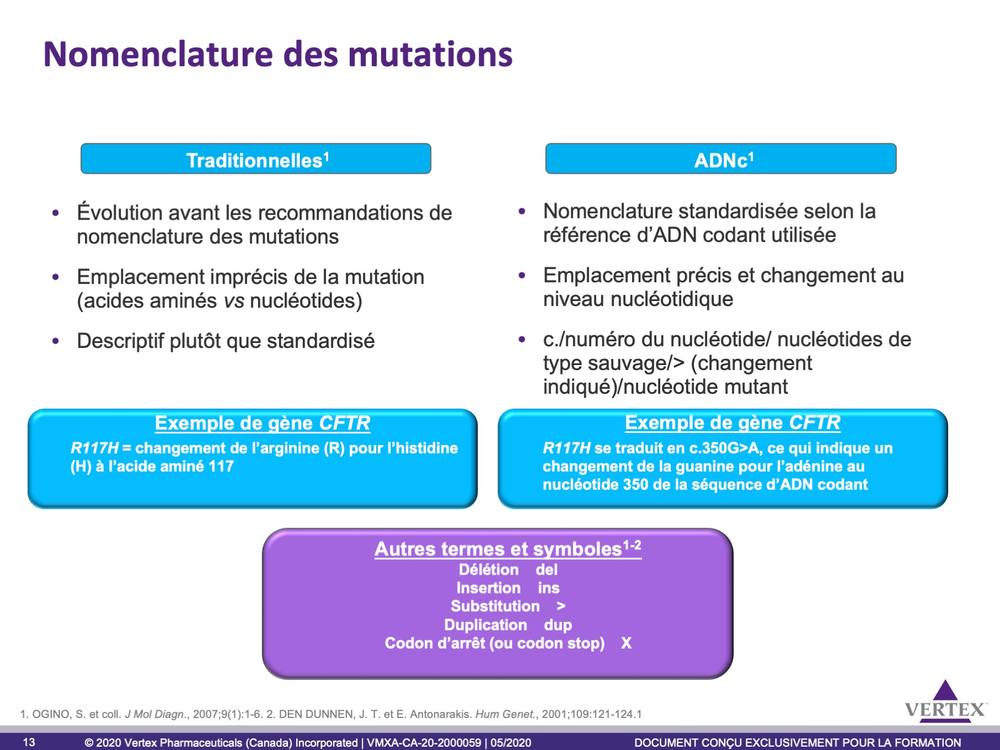 Nomenclature des mutations
Traditionnelles1
• Évolution avant les recommandations de
nomenclature des mutations
• Emplacement imprécis de la mutation
(acides aminés vs nucléotides)
• Descriptif plutôt que standardisé
Exemple de gène CFTR
R117H = changement de l’arginine (R) pour l’histidine
(H) à l’acide aminé 117
ADNc1
• Nomenclature standardisée selon la
référence d’ADN codant utilisée
• Emplacement précis et changement au
niveau nucléotidique
• c./numéro du nucléotide/ nucléotides de
type sauvage/> (changement
indiqué)/nucléotide mutant
Exemple de gène CFTR
R117H se traduit en c.350G>A, ce qui indique un
changement de la guanine pour l’adénine au
nucléotide 350 de la séquence d’ADN codant
Autres termes et symboles1-2
Délétion del
Insertion ins
Substitution >
Duplication dup
Codon d’arrêt (ou codon stop) X
1. OGINO, S. et coll. J Mol Diagn., 2007;9(1):1-6. 2. DEN DUNNEN, J. T. et E. Antonarakis. Hum Genet., 2001;109:121-124.1
VERTEX™
13 © 2020 Vertex Pharmaceuticals (Canada) Incorporated | VMXA-CA-20-2000059 | 05/2020 DOCUMENT CONÇU EXCLUSIVEMENT POUR LA FORMATION